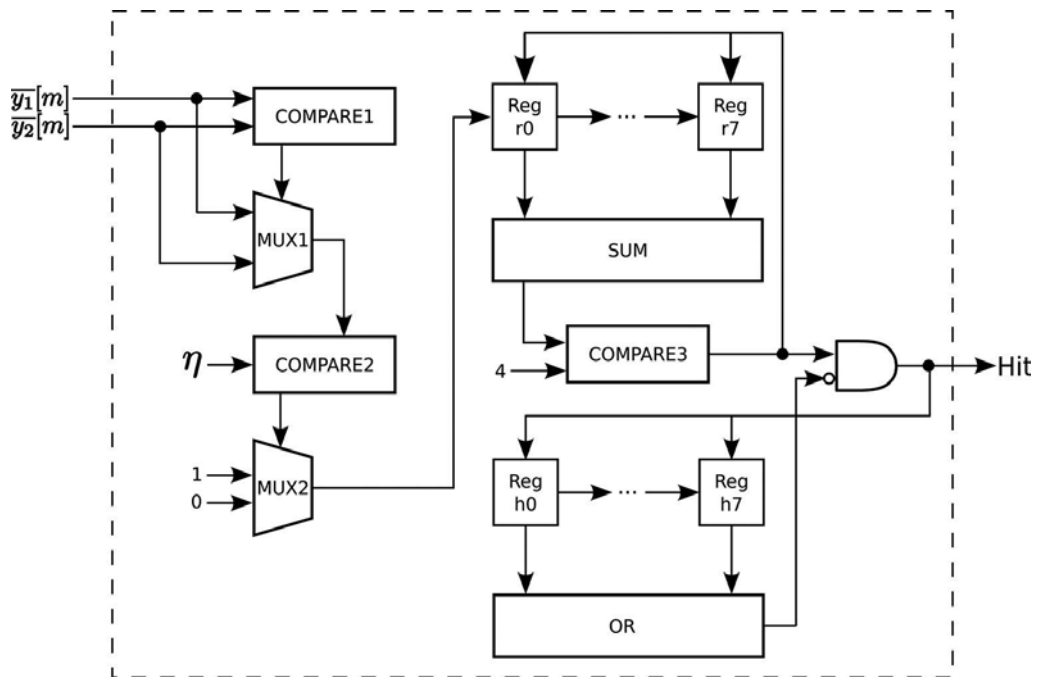 y₁[m]
y₂[m]
COMPARE1
MUX1
η
COMPARE2
1
0
MUX2
Reg
r0
...
Reg
r7
SUM
4
COMPARE3
Hit
Reg
h0
...
Reg
h7
OR